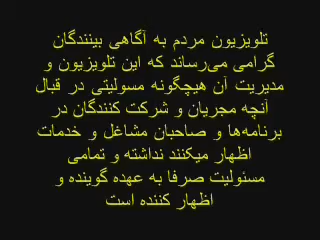 تلویزیون مردم به آگاهی بینندگان
گرامی می‌رساند که این تلویزیون و
مدیریت آن هیچگونه مسولیتی در قبال
آنچه مجریان و شرکت کنندگان در
برنامه‌ها و صاحبان مشاغل و خدمات
اظهار میکنند نداشته و تمامی
مسئولیت صرفا به عهده گوینده و
اظهار کننده است